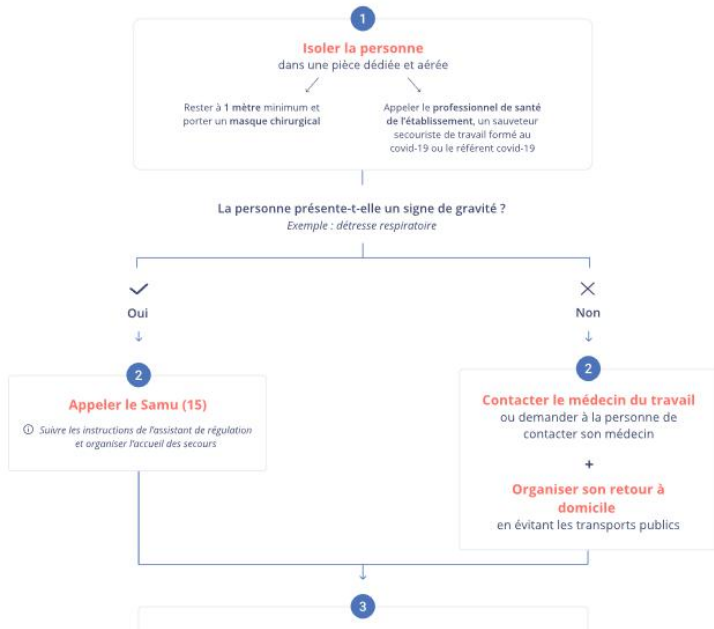 1
Isoler la personne
dans une pièce dédiée et aérée
Rester à 1 mètre minimum et
porter un masque chirurgical
Appeler le professionnel de santé
de l'établissement, un sauveteur
secouriste de travail formé au
covid-19 ou le référent covid-19
La personne présente-t-elle un signe de gravité ?
Exemple : détresse respiratoire
Oui
Non
2
Appeler le Samu (15)
Suivre les instructions de l'assistant de régulation
et organiser l'accueil des secours
2
Contacter le médecin du travail
ou demander à la personne de
contacter son médecin
+
Organiser son retour à
domicile
en évitant les transports publics
3